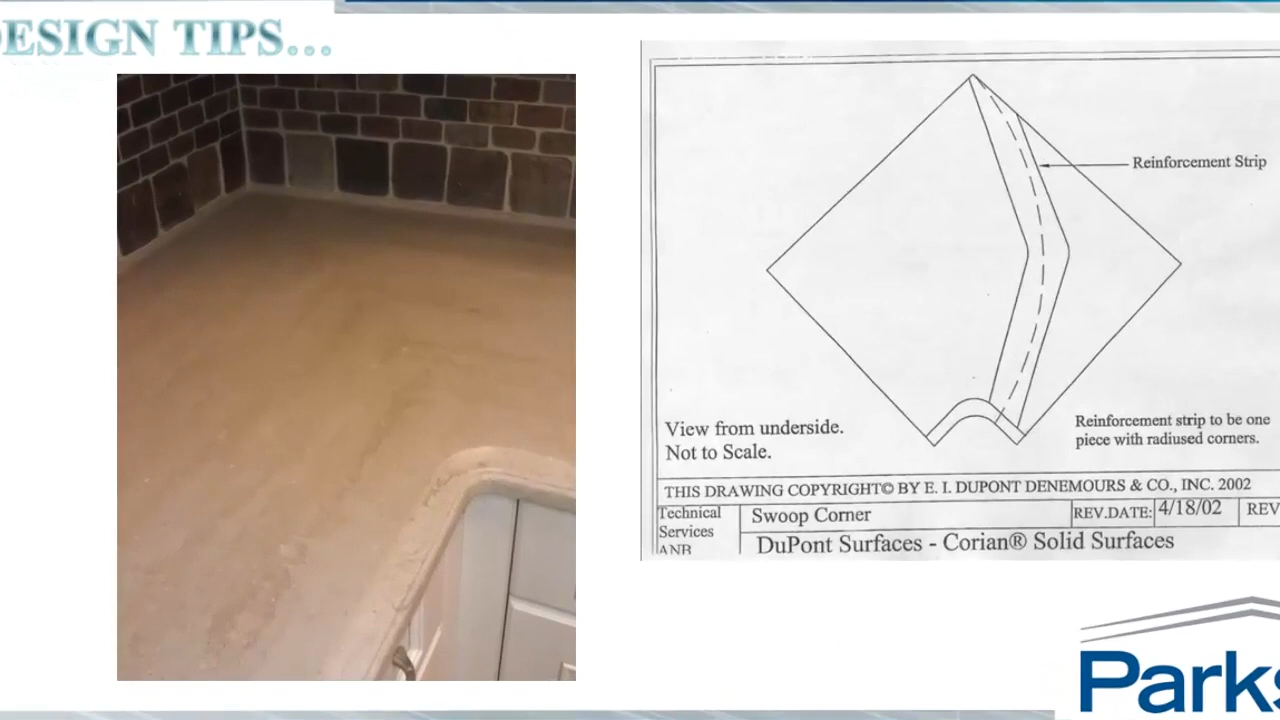 DESIGN TIPS...
Reinforcement Strip
View from underside.
Not to Scale.
Reinforcement strip to be one
piece with radiused corners.
THIS DRAWING COPYRIGHT© BY E. I. DUPONT DENEMOURS & CO., INC. 2002
Technical
Services
ANB
Swoop Corner
REV.DATE:
4/18/02
REV
DuPont Surfaces - Corian® Solid Surfaces
Parks